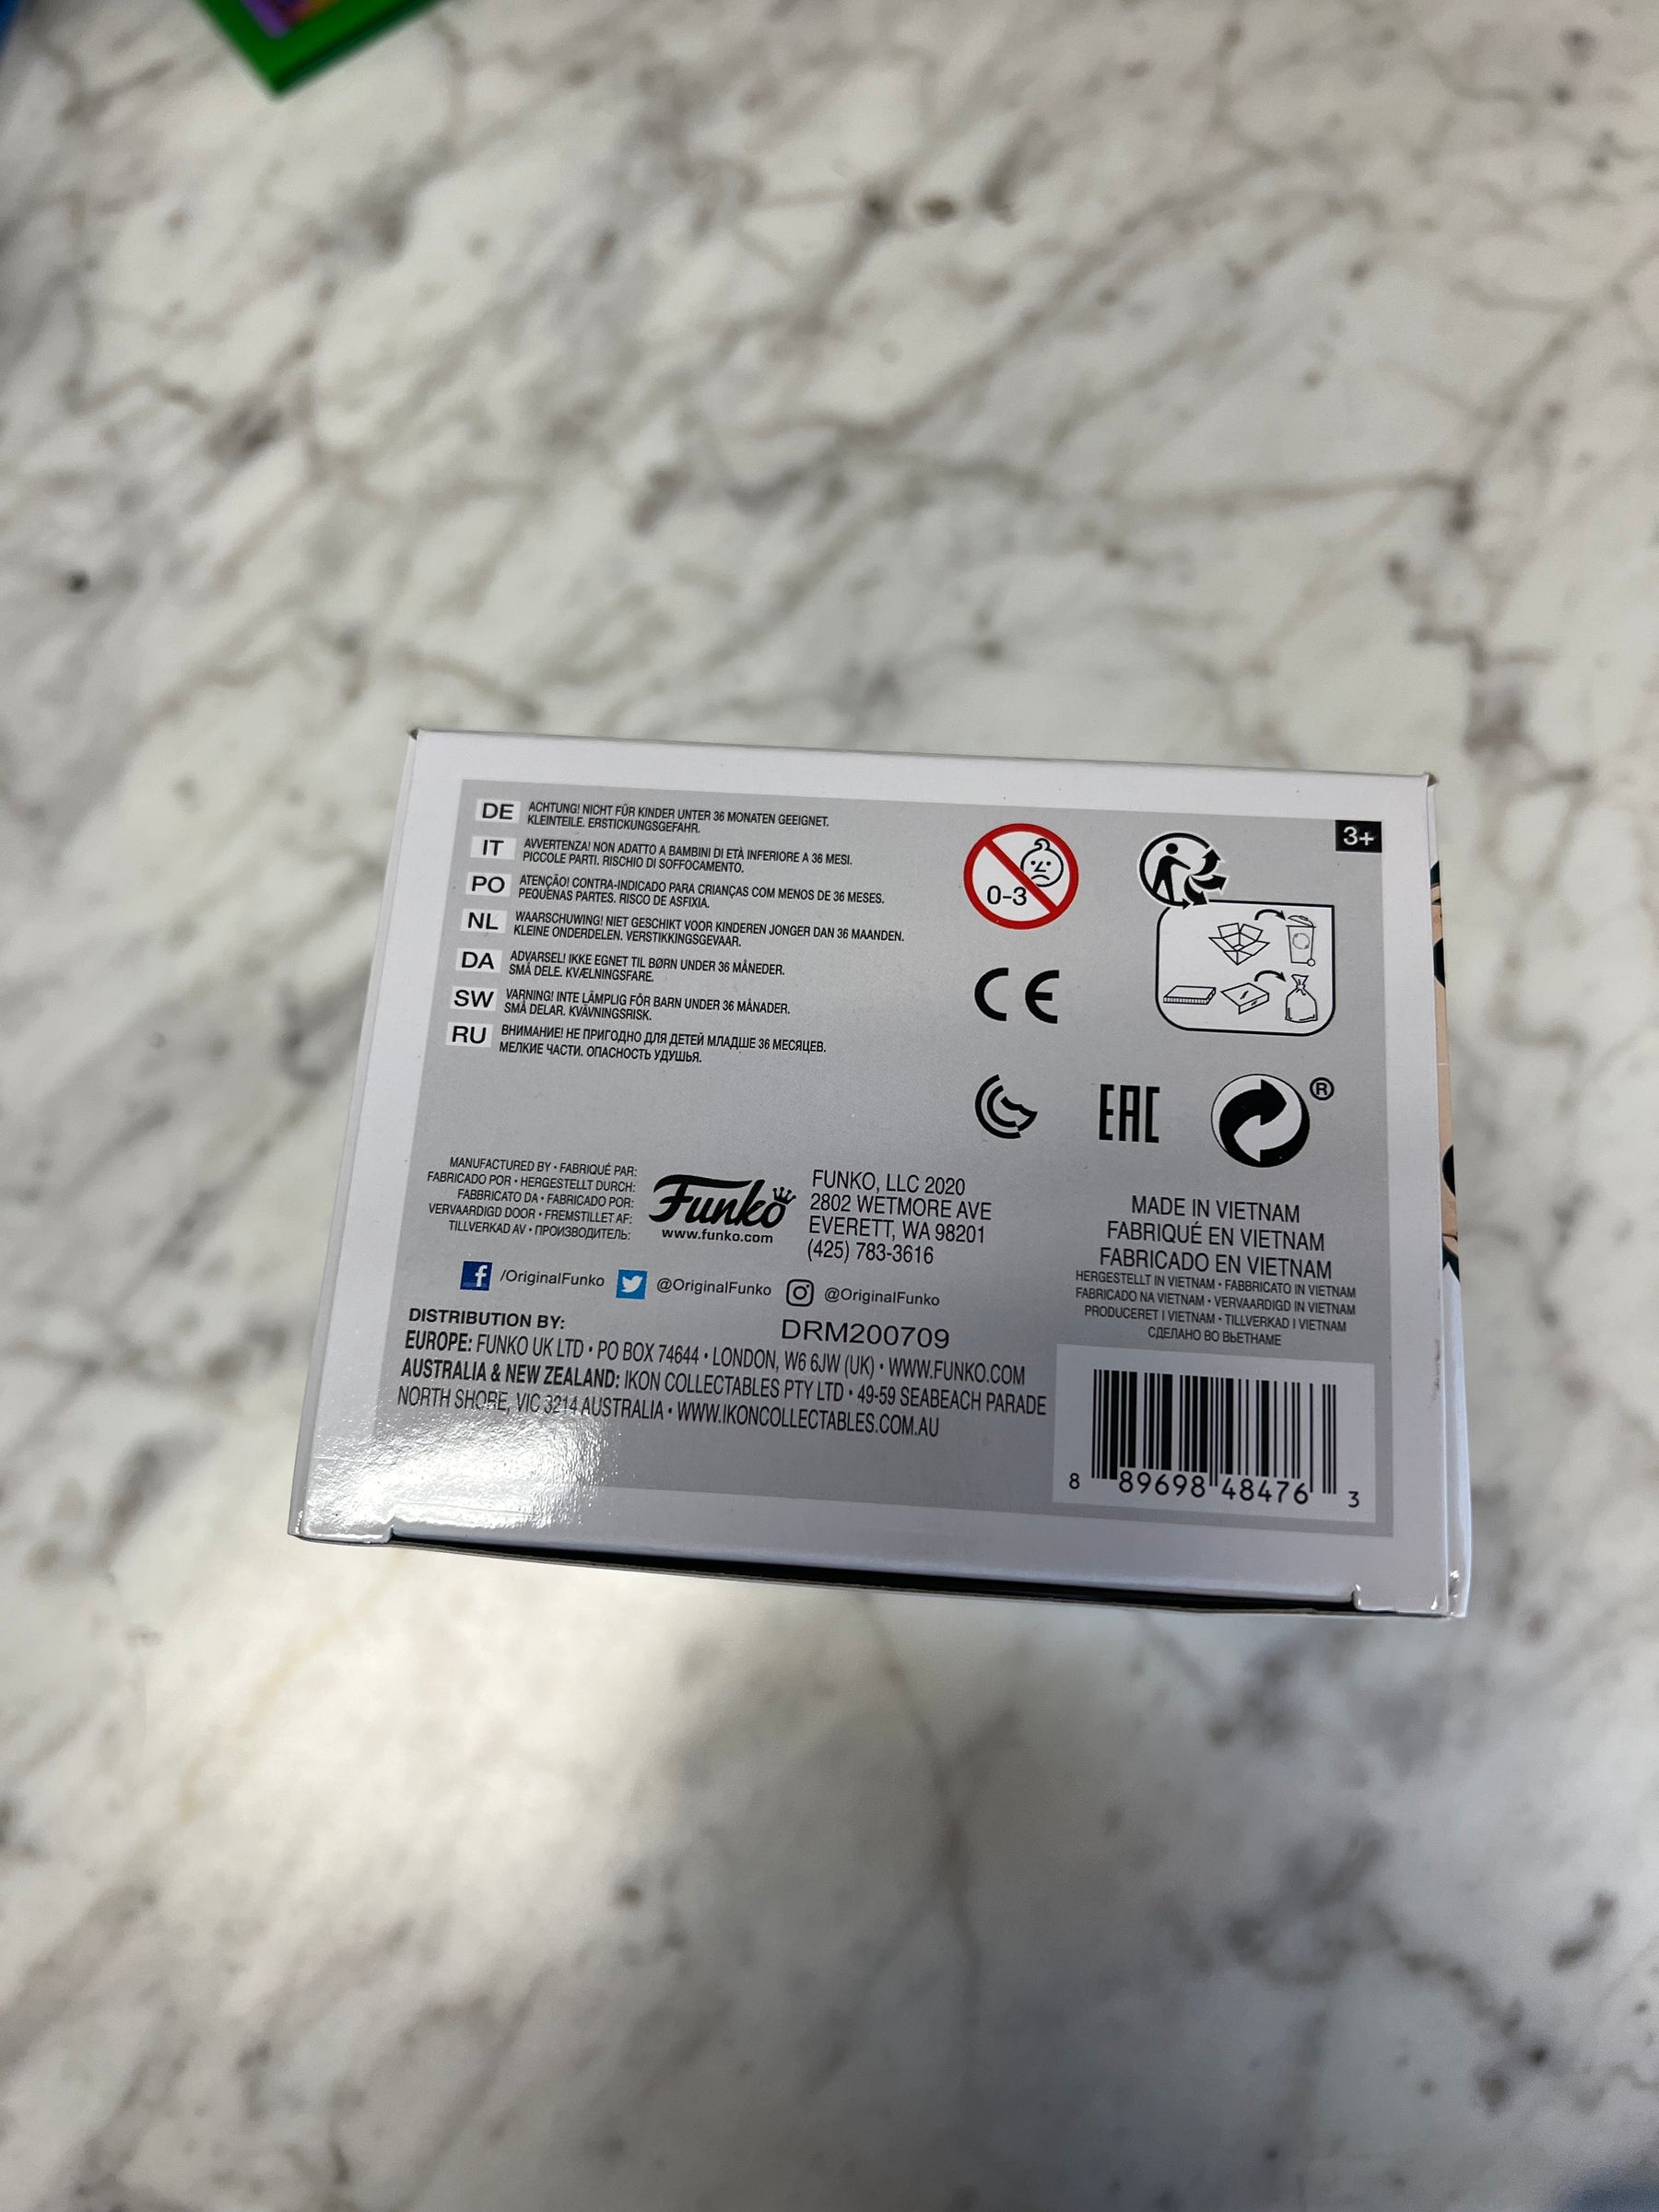 DE ACHTUNG! NICHT FÜR KINDER UNTER 36 MONATEN GEEIGNET.
KLEINTEILE. ERSTICKUNGSGEFAHR.
IT AVVERTENZA! NON ADATTO A BAMBINI DI ETÀ INFERIORE A 36 MESI.
PICCOLE PARTI. RISCHIO DI SOFFOCAMENTO.
PO ATENÇÃO! CONTRA-INDICADO PARA CRIANÇAS COM MENOS DE 36 MESES.
PEQUENAS PARTES. RISCO DE ASFIXIA.
NL WAARSCHUWING! NIET GESCHIKT VOOR KINDEREN JONGER DAN 36 MAANDEN.
KLEINE ONDERDELEN. VERSTIKKINGSGEVAAR.
DA ADVARSEL! IKKE EGNET TIL BØRN UNDER 36 MÅNEDER.
SMÅ DELE. KVÆLNINGSFARE.
SW VARNING! INTE LÄMPLIG FÖR BARN UNDER 36 MÅNADER.
SMÅ DELAR. KVÄVNINGSRISK.
RU ВНИМАНИЕ! НЕ ПРИГОДНО ДЛЯ ДЕТЕЙ МЛАДШЕ 36 МЕСЯЦЕВ.
МЕЛКИЕ ЧАСТИ. ОПАСНОСТЬ УДУШЬЯ.
0-3
3+
CE
EAC
®
MANUFACTURED BY • FABRIQUÉ PAR:
FABRICADO POR • HERGESTELLT DURCH:
FABBRICATO DA • FABRICADO POR:
VERVAARDIGD DOOR • FREMSTILLET AF:
TILLVERKAD AV • ПРОИЗВОДИТЕЛЬ:
Funko
www.funko.com
FUNKO, LLC 2020
2802 WETMORE AVE
EVERETT, WA 98201
(425) 783-3616
/OriginalFunko @OriginalFunko @OriginalFunko
DRM200709
DISTRIBUTION BY:
EUROPE: FUNKO UK LTD • PO BOX 74644 • LONDON, W6 6JW (UK) • WWW.FUNKO.COM
AUSTRALIA & NEW ZEALAND: IKON COLLECTABLES PTY LTD • 49-59 SEABEACH PARADE
NORTH SHORE, VIC 3214 AUSTRALIA • WWW.IKONCOLLECTABLES.COM.AU
MADE IN VIETNAM
FABRIQUÉ EN VIETNAM
FABRICADO EN VIETNAM
HERGESTELLT IN VIETNAM • FABBRICATO IN VIETNAM
FABRICADO NA VIETNAM • VERVAARDIGD IN VIETNAM
PRODUCERET I VIETNAM • TILLVERKAD I VIETNAM
СДЕЛАНО ВО ВЬЕТНАМЕ
8 89698 48476 3